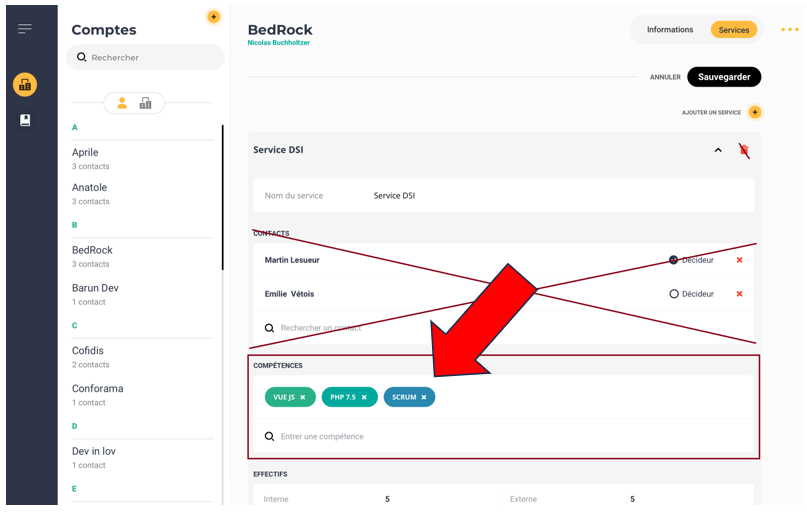 Comptes
Rechercher
A
Aprile
3 contacts
Anatole
3 contacts
B
BedRock
3 contacts
Barun Dev
1 contact
C
Cofidis
2 contacts
Conforama
1 contact
D
Dev in lov
1 contact
E
BedRock
Nicolas Buchholtzer
Informations
Services
ANNULER
Sauvegarder
AJOUTER UN SERVICE
Service DSI
Nom du service
Service DSI
CONTACTS
Martin Lesueur
Décideur
Emilie Vétois
Décideur
Rechercher un contact
COMPÉTENCES
VUE JS
PHP 7.5
SCRUM
Entrer une compétence
EFFECTIFS
Interne
5
Externe
5